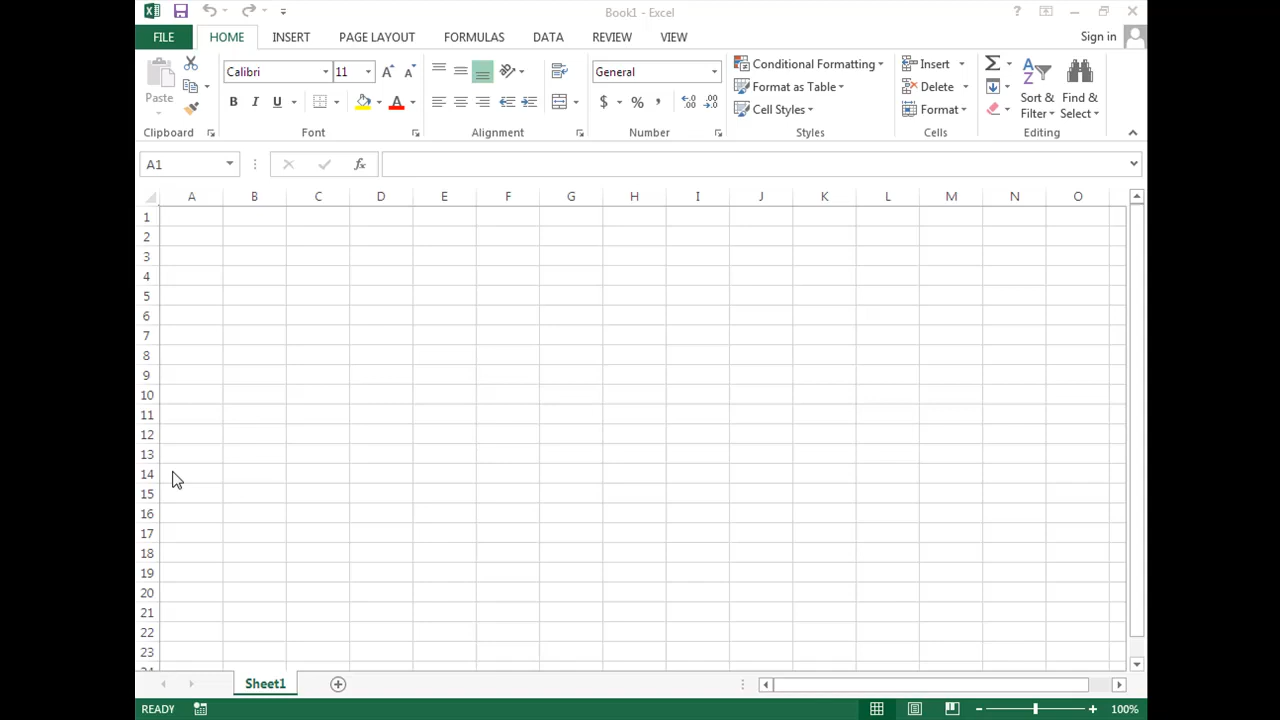 Book1 - Excel
?
FILE HOME INSERT PAGE LAYOUT FORMULAS DATA REVIEW VIEW Sign in
Paste Calibri 11 General Conditional Formatting Insert Sort & Find &
Format as Table Delete Filter Select
B I U A $ % , Cell Styles Format
Clipboard Font Alignment Number Styles Cells Editing
A1 fx
A B C D E F G H I J K L M N O
1
2
3
4
5
6
7
8
9
10
11
12
13
14
15
16
17
18
19
20
21
22
23
Sheet1
READY 100%